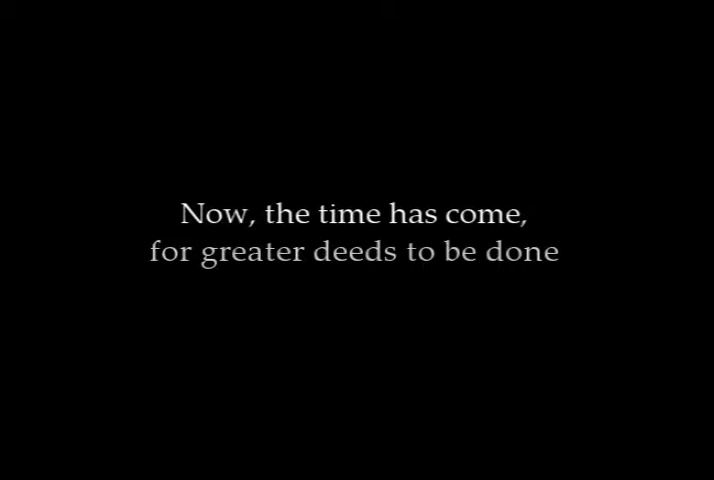 Now, the time has come,
for greater deeds to be done